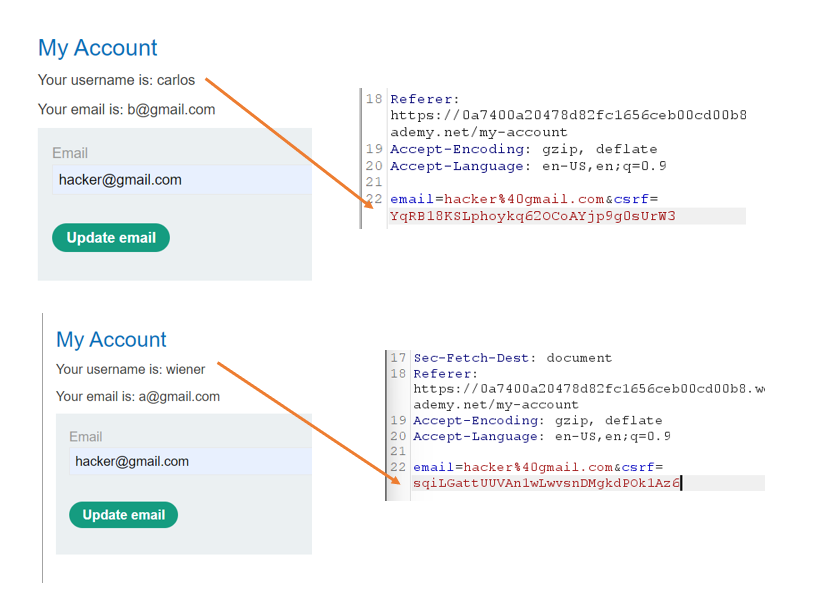 My Account
Your username is: carlos
Your email is: b@gmail.com
Email
hacker@gmail.com
Update email
18 Referer:
https://0a7400a20478d82fc1656ceb00cd00b8
ademy.net/my-account
19 Accept-Encoding: gzip, deflate
20 Accept-Language: en-US,en;q=0.9
21
22 email=hacker%40gmail.com&csrf=
YqRB18KSLphoykq62OCoAYjp9g0sUrW3
My Account
Your username is: wiener
Your email is: a@gmail.com
Email
hacker@gmail.com
Update email
17 Sec-Fetch-Dest: document
18 Referer:
https://0a7400a20478d82fc1656ceb00cd00b8.we
ademy.net/my-account
19 Accept-Encoding: gzip, deflate
20 Accept-Language: en-US,en;q=0.9
21
22 email=hacker%40gmail.com&csrf=
sqiLGattUUVAn1wLwvsnDMgkdPOk1Az6